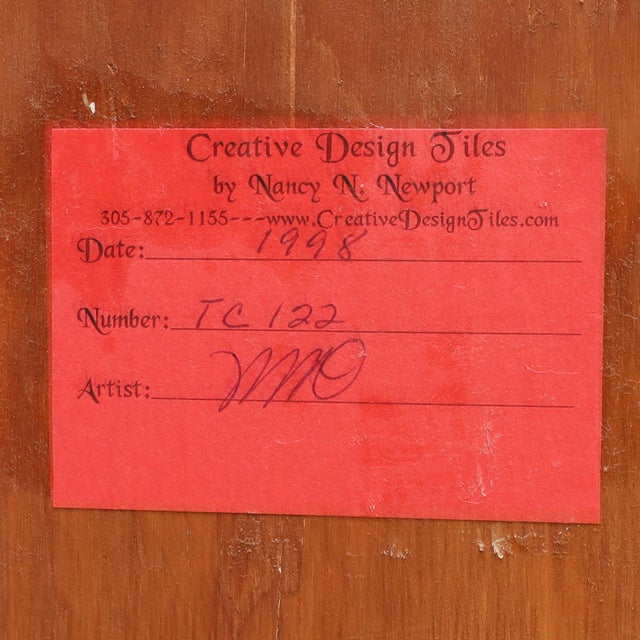 Creative Design Tiles
by Nancy N. Newport
305-872-1155---www.CreativeDesignTiles.com
Date: 1998
Number: TC 122
Artist: